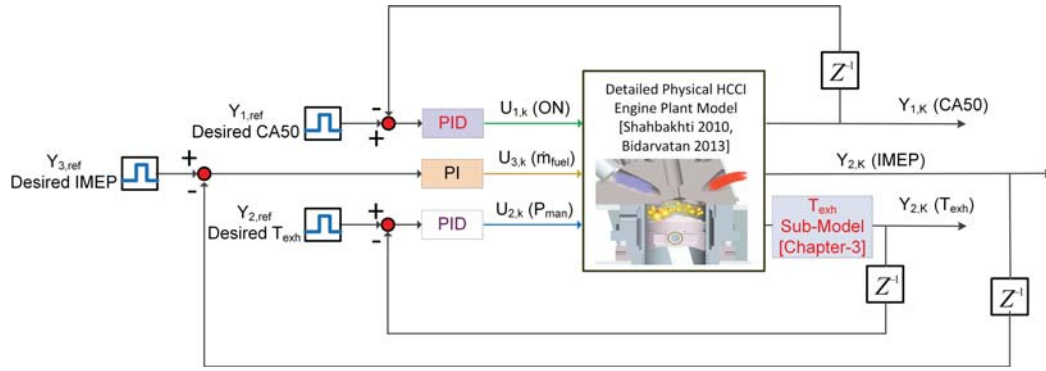 Z⁻¹
Detailed Physical HCCI
Engine Plant Model
[Shahbakhti 2010,
Bidarvatan 2013]
Y1,ref
Desired CA50
-
+
PID
U1,k (ON)
Y1,K (CA50)
Y3,ref
Desired IMEP
+
-
PI
U3,k (ṁfuel)
Y2,K (IMEP)
Y2,ref
Desired Texh
+
-
PID
U2,k (Pman)
Texh
Sub-Model
[Chapter-3]
Y2,K (Texh)
Z⁻¹
Z⁻¹